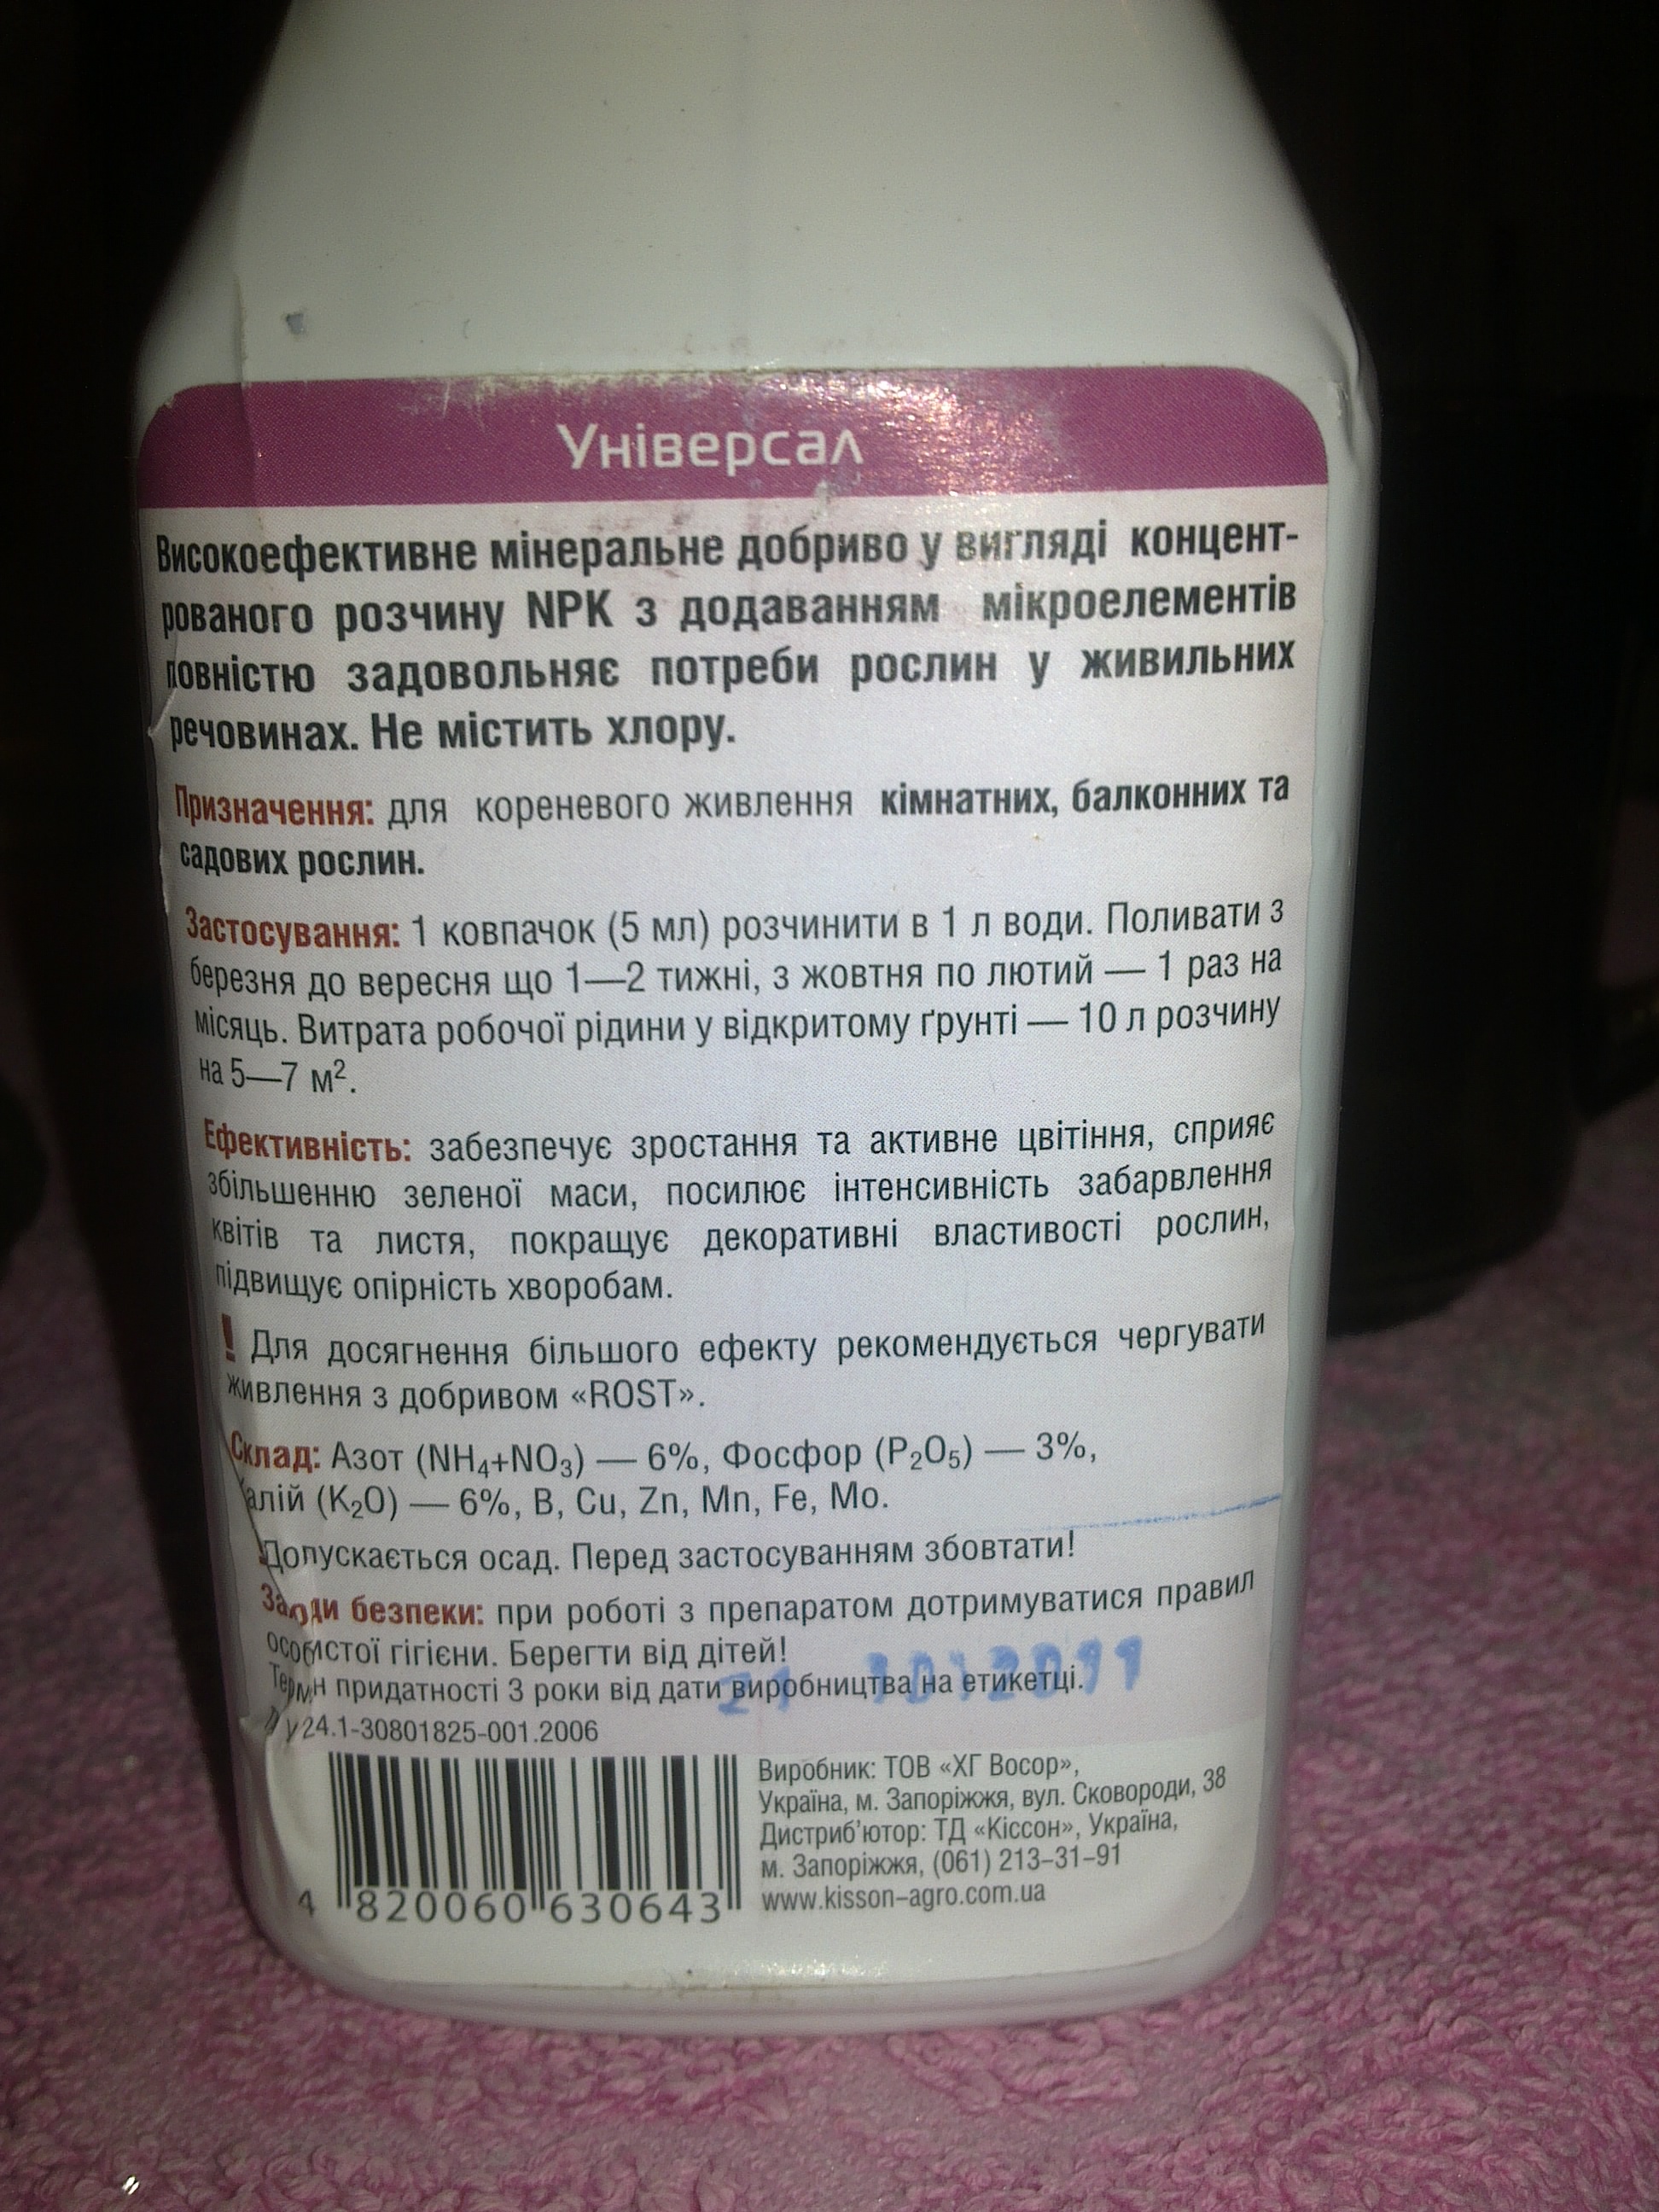 Універсал
Високоефективне мінеральне добриво у вигляді концент-
рованого розчину NPK з додаванням мікроелементів
повністю задовольняє потреби рослин у живильних
речовинах. Не містить хлору.
Призначення: для кореневого живлення кімнатних, балконних та
садових рослин.
Застосування: 1 ковпачок (5 мл) розчинити в 1 л води. Поливати з
березня до вересня що 1—2 тижні, з жовтня по лютий — 1 раз на
місяць. Витрата робочої рідини у відкритому ґрунті — 10 л розчину
на 5—7 м².
Ефективність: забезпечує зростання та активне цвітіння, сприяє
збільшенню зеленої маси, посилює інтенсивність забарвлення
квітів та листя, покращує декоративні властивості рослин,
підвищує опірність хворобам.
! Для досягнення більшого ефекту рекомендується чергувати
живлення з добривом «ROST».
Склад: Азот (NH₄+NO₃) — 6%, Фосфор (P₂O₅) — 3%,
алій (K₂O) — 6%, B, Cu, Zn, Mn, Fe, Mo.
Допускається осад. Перед застосуванням збовтати!
Заходи безпеки: при роботі з препаратом дотримуватися правил
особистої гігієни. Берегти від дітей!
Термін придатності 3 роки від дати виробництва на етикетці.
У 24.1-30801825-001.2006
Виробник: ТОВ «ХГ Восор»,
Україна, м. Запоріжжя, вул. Сковороди, 38
Дистриб'ютор: ТД «Кіссон», Україна,
м. Запоріжжя, (061) 213-31-91
www.kisson-agro.com.ua
4 820060 630643